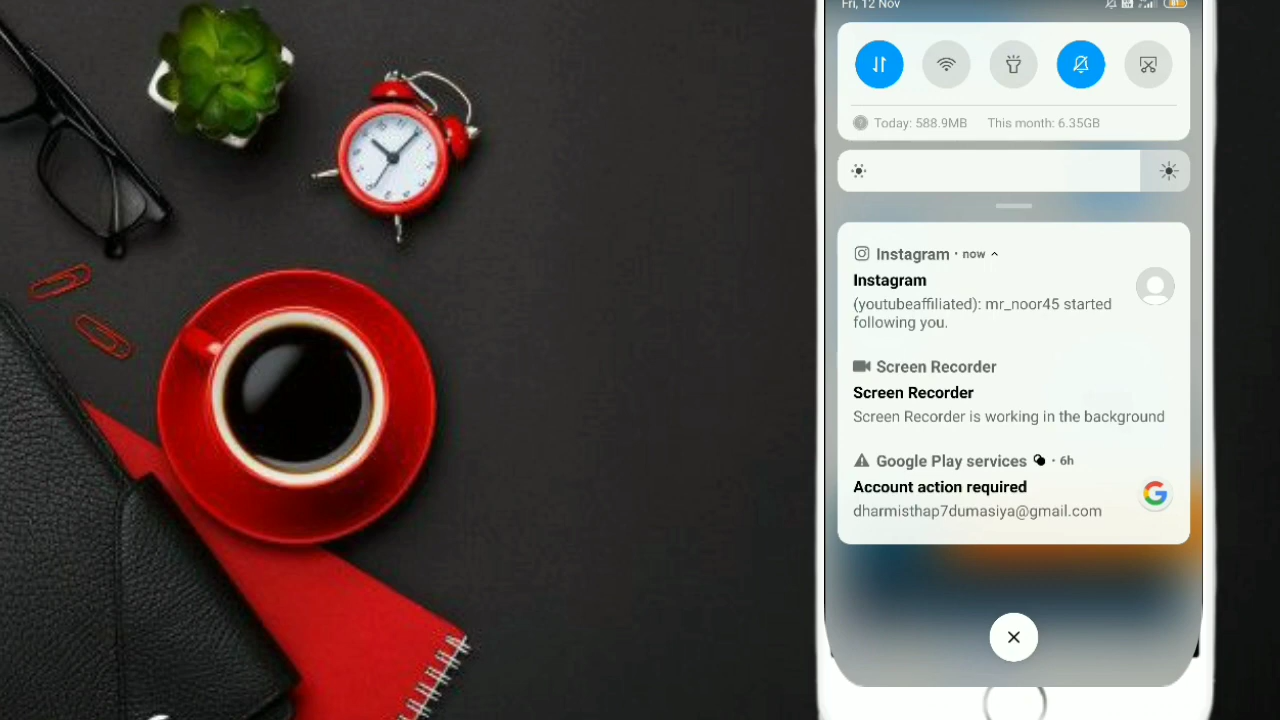 Fri, 12 Nov
Today: 588.9MB This month: 6.35GB
Instagram · now
Instagram
(youtubeaffiliated): mr_noor45 started
following you.
Screen Recorder
Screen Recorder
Screen Recorder is working in the background
Google Play services · 6h
Account action required
dharmisthap7dumasiya@gmail.com